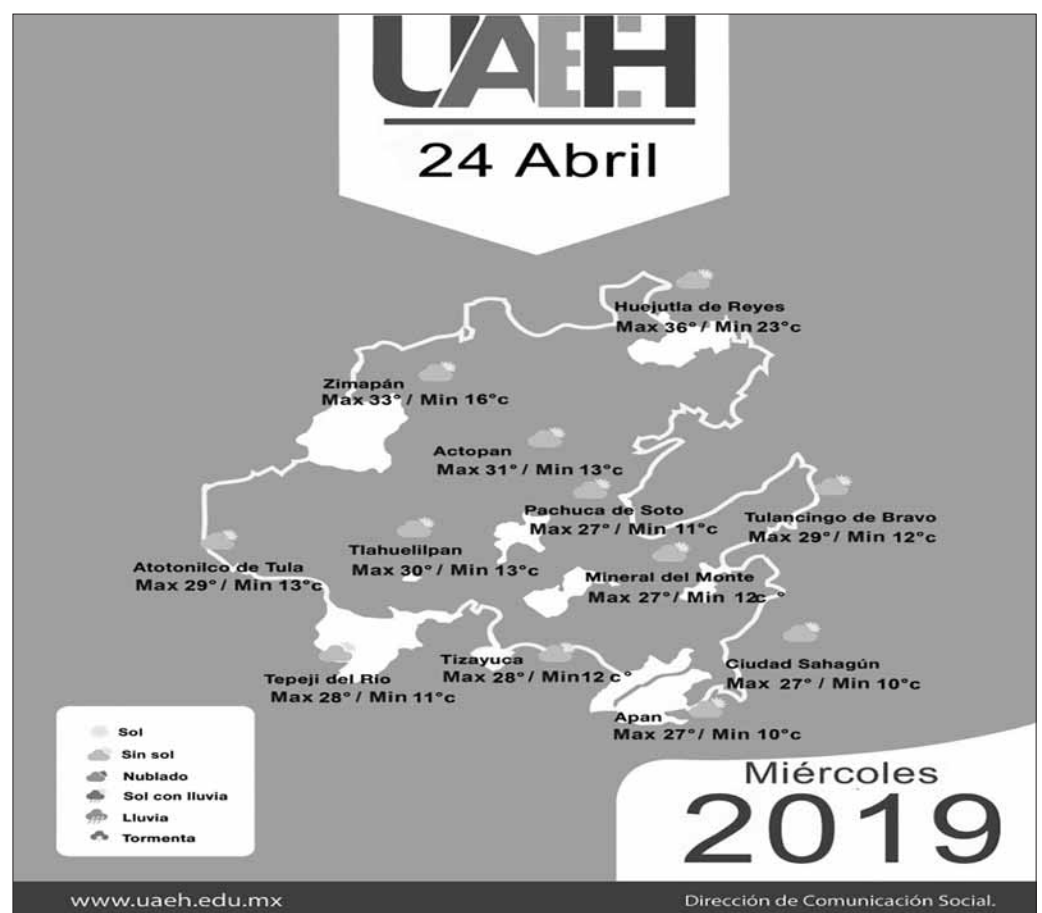 UAEH
24 Abril
Huejutla de Reyes
Max 36° / Min 23°c
Zimapán
Max 33° / Min 16°c
Actopan
Max 31° / Min 13°c
Pachuca de Soto
Max 27° / Min 11°c
Tulancingo de Bravo
Max 29° / Min 12°c
Tlahuelilpan
Max 30° / Min 13°c
Atotonilco de Tula
Max 29° / Min 13°c
Mineral del Monte
Max 27° / Min 12c °
Tizayuca
Max 28° / Min12 c°
Tepeji del Río
Max 28° / Min 11°c
Ciudad Sahagún
Max 27° / Min 10°c
Apan
Max 27° / Min 10°c
Sol
Sin sol
Nublado
Sol con lluvia
Lluvia
Tormenta
Miércoles
2019
www.uaeh.edu.mx
Dirección de Comunicación Social.